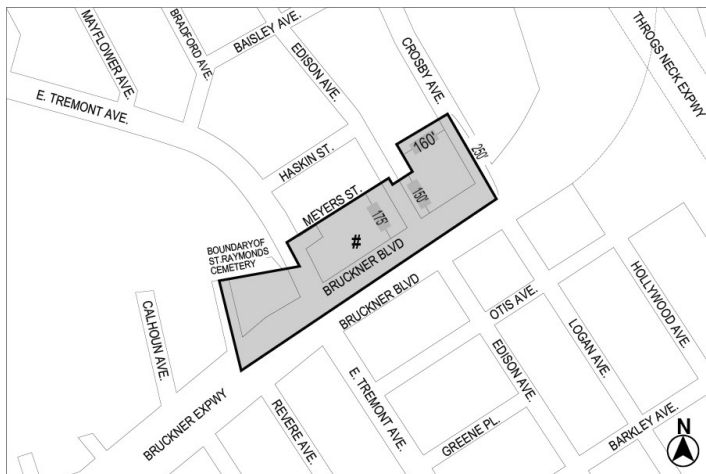 MAYFLOWER AVE.
BRADFORD AVE.
BAISLEY AVE.
EDISON AVE.
CROSBY AVE.
THROGS NECK EXPWY
E. TREMONT AVE.
HASKIN ST.
160'
250'
MEYERS ST.
150'
175'
#
BOUNDARY OF
ST. RAYMONDS
CEMETERY
BRUCKNER BLVD
BRUCKNER BLVD
CALHOUN AVE.
OTIS AVE.
HOLLYWOOD AVE.
LOGAN AVE.
EDISON AVE.
E. TREMONT AVE.
BRUCKNER EXPWY
REVERE AVE.
GREENE PL.
BARKLEY AVE.
N